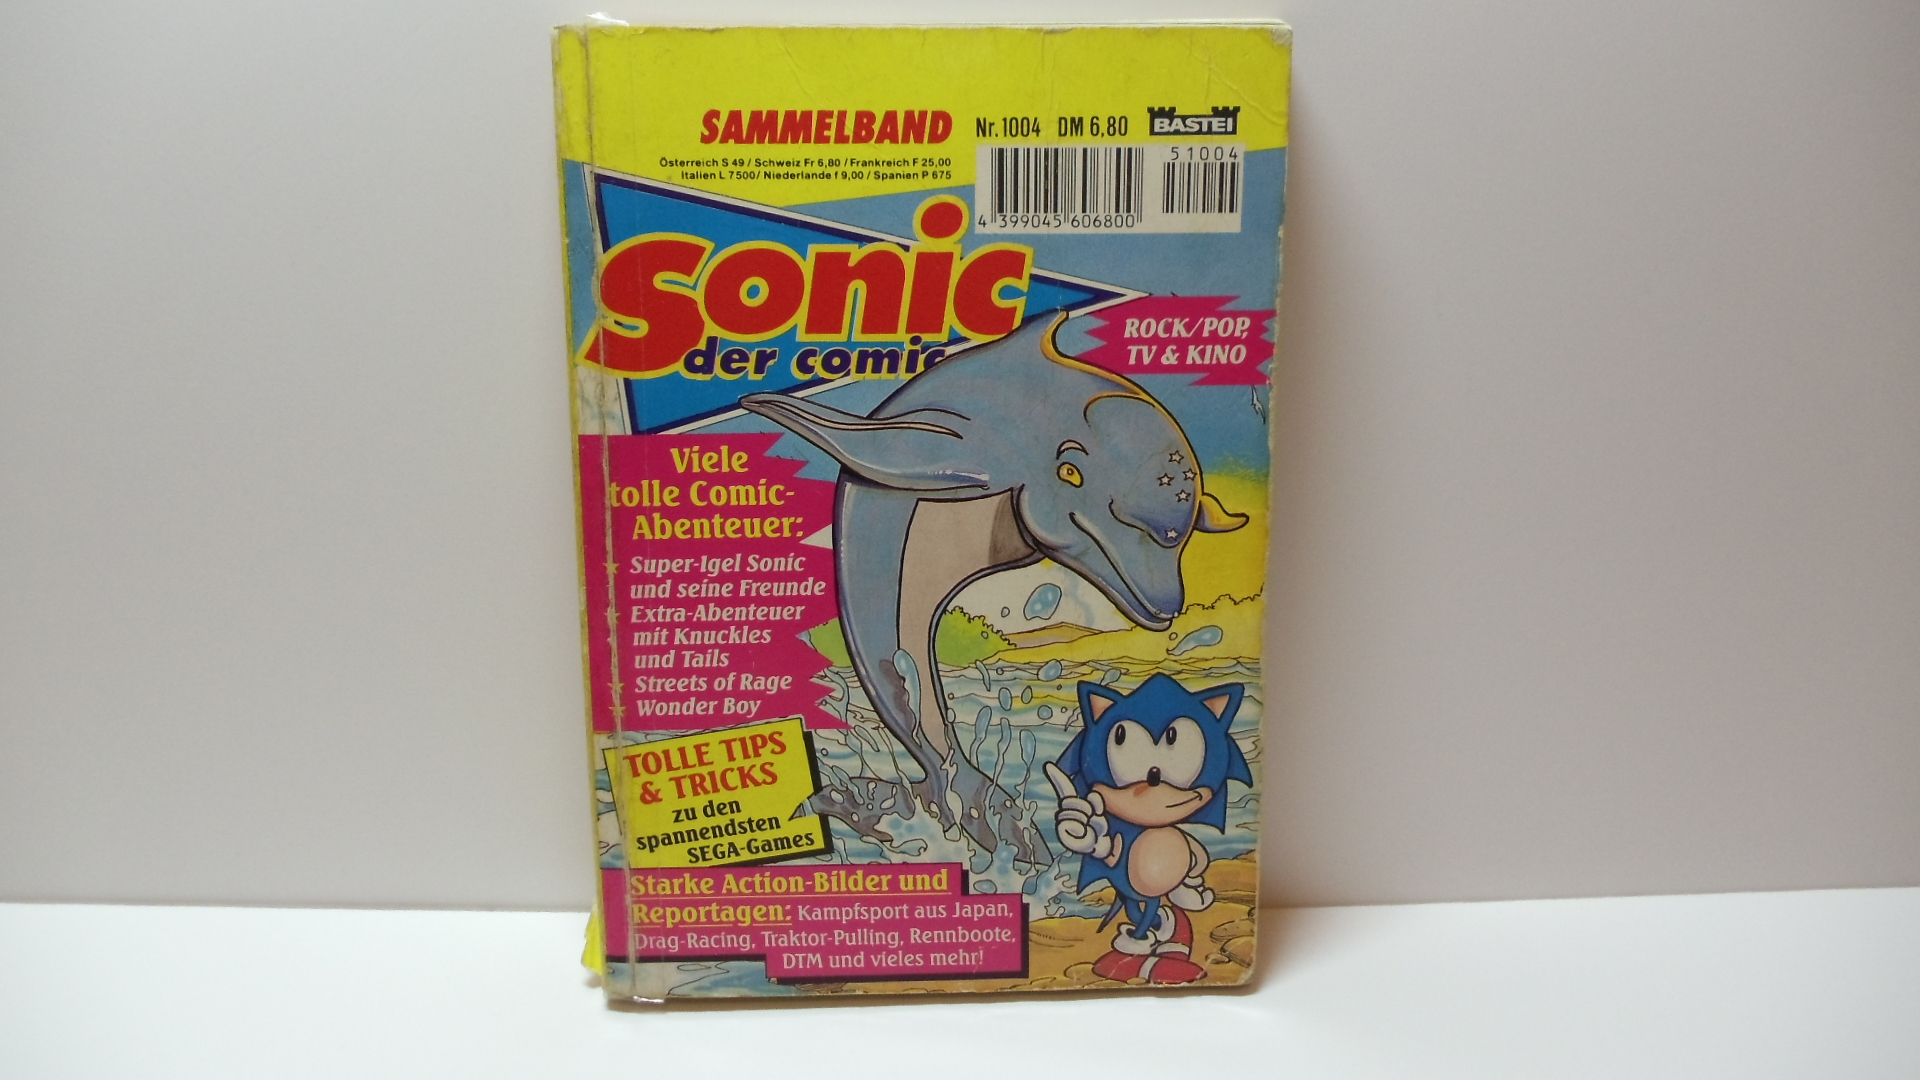 SAMMELBAND
Nr. 1004 DM 6,80
BASTEI
Österreich S 49 / Schweiz Fr 6,80 / Frankreich F 25,00
Italien L 7500/ Niederlande f 9,00 / Spanien P 675
51004
4 399045 606800
Sonic
der comic
ROCK/POP,
TV & KINO
Viele
tolle Comic-
Abenteuer:
Super-Igel Sonic
und seine Freunde
Extra-Abenteuer
mit Knuckles
und Tails
Streets of Rage
Wonder Boy
TOLLE TIPS
& TRICKS
zu den
spannendsten
SEGA-Games
Starke Action-Bilder und
Reportagen: Kampfsport aus Japan,
Drag-Racing, Traktor-Pulling, Rennboote,
DTM und vieles mehr!